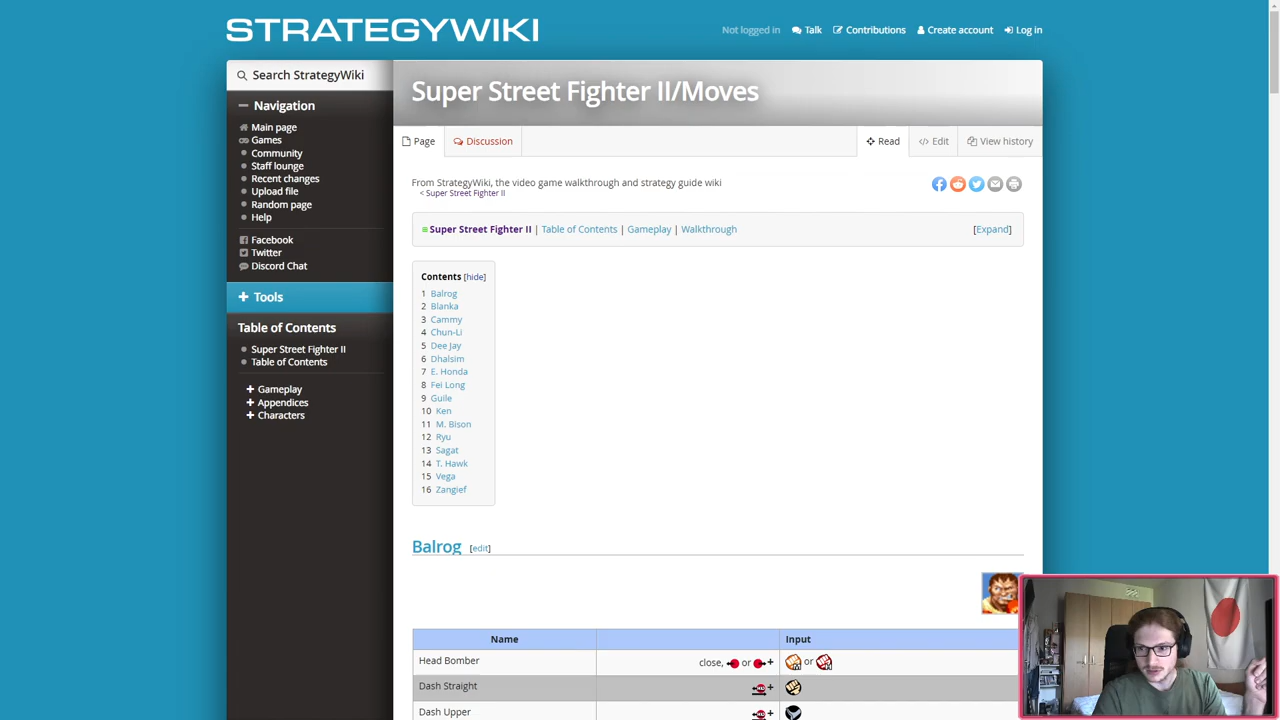 STRATEGYWIKI
Not logged in Talk Contributions Create account Log in
Search StrategyWiki
Navigation
Main page
Games
Community
Staff lounge
Recent changes
Upload file
Random page
Help
Facebook
Twitter
Discord Chat
Tools
Table of Contents
Super Street Fighter II
Table of Contents
Gameplay
Appendices
Characters
Super Street Fighter II/Moves
Page Discussion Read Edit View history
From StrategyWiki, the video game walkthrough and strategy guide wiki
< Super Street Fighter II
Super Street Fighter II | Table of Contents | Gameplay | Walkthrough [Expand]
Contents [hide]
1 Balrog
2 Blanka
3 Cammy
4 Chun-Li
5 Dee Jay
6 Dhalsim
7 E. Honda
8 Fei Long
9 Guile
10 Ken
11 M. Bison
12 Ryu
13 Sagat
14 T. Hawk
15 Vega
16 Zangief
Balrog [edit]
Name Input
Head Bomber close, or + or
Dash Straight +
Dash Upper +